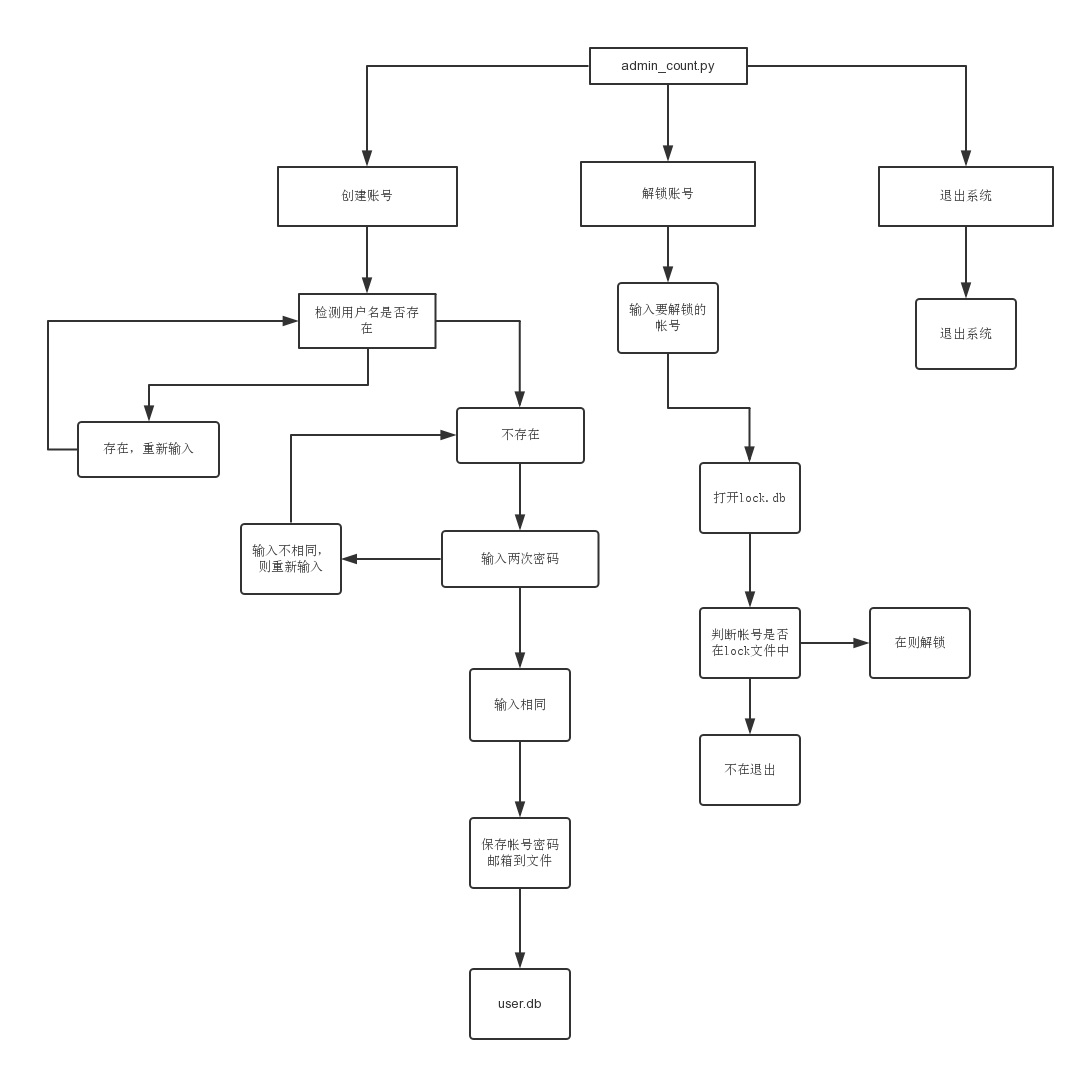 admin_count.py
创建账号
解锁账号
退出系统
检测用户名是否存
在
输入要解锁的
帐号
退出系统
存在，重新输入
不存在
打开lock.db
输入不相同，
则重新输入
输入两次密码
判断帐号是否
在lock文件中
在则解锁
输入相同
不在退出
保存帐号密码
邮箱到文件
user.db